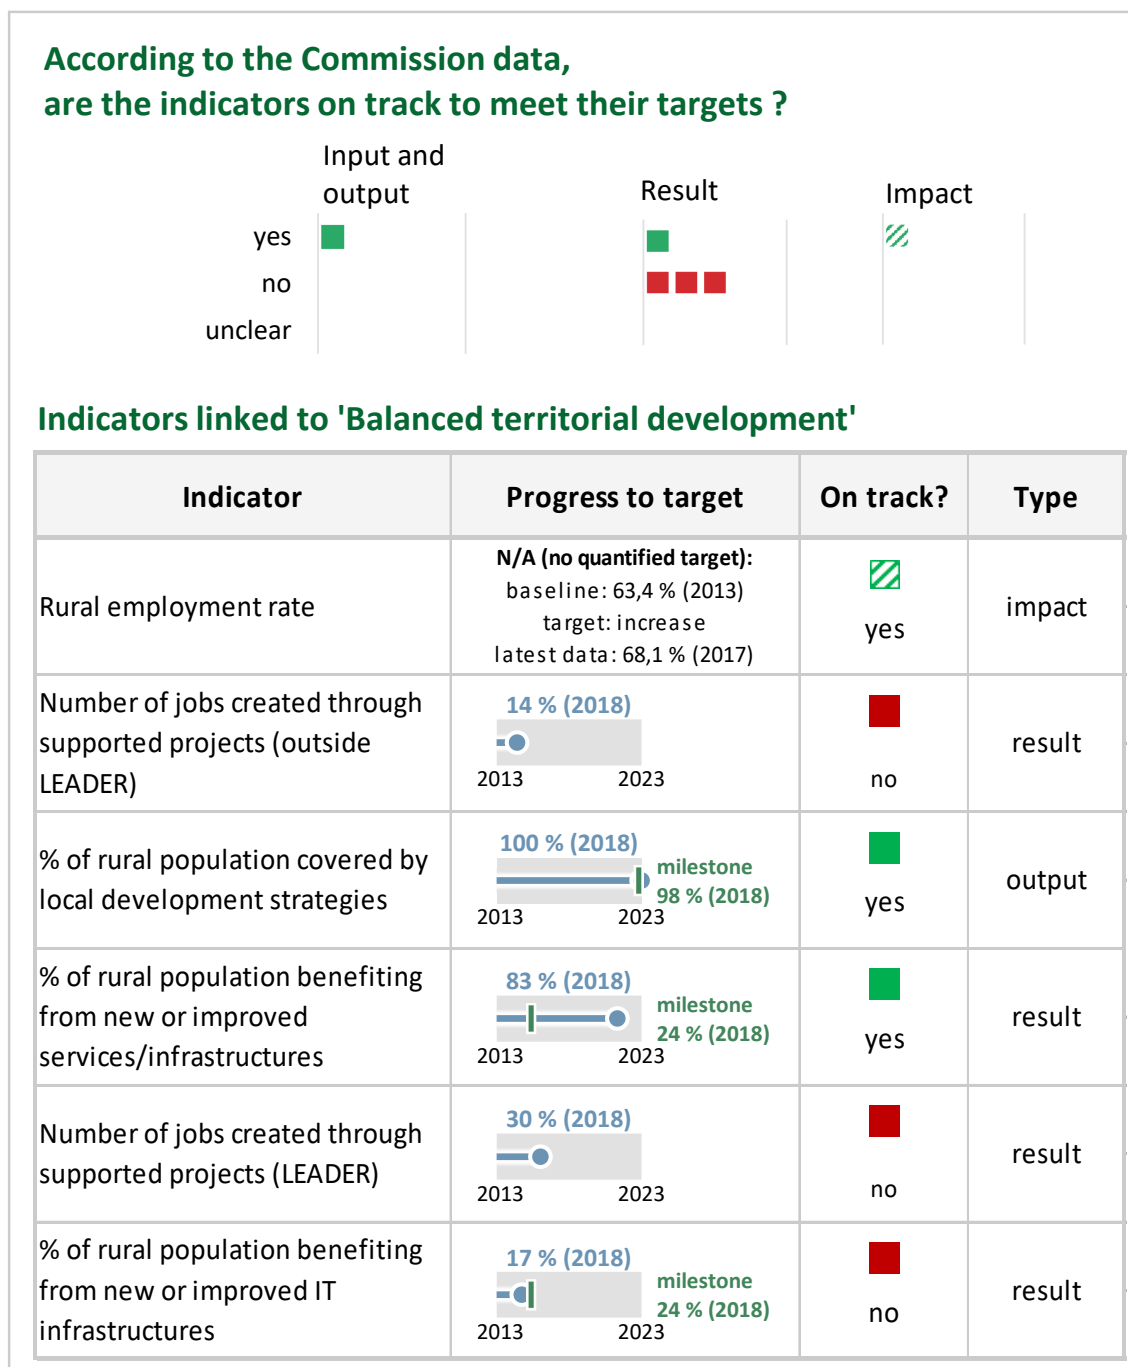 According to the Commission data,
are the indicators on track to meet their targets ?
Input and
output
Result
Impact
yes
no
unclear
Indicators linked to 'Balanced territorial development'
Indicator
Progress to target
On track?
Type
Rural employment rate
N/A (no quantified target):
baseline: 63,4 % (2013)
target: increase
latest data: 68,1 % (2017)
yes
impact
Number of jobs created through
supported projects (outside
LEADER)
14 % (2018)
2013
2023
no
result
% of rural population covered by
local development strategies
100 % (2018)
milestone
98 % (2018)
2013
2023
yes
output
% of rural population benefiting
from new or improved
services/infrastructures
83 % (2018)
milestone
24 % (2018)
2013
2023
yes
result
Number of jobs created through
supported projects (LEADER)
30 % (2018)
2013
2023
no
result
% of rural population benefiting
from new or improved IT
infrastructures
17 % (2018)
milestone
24 % (2018)
2013
2023
no
result